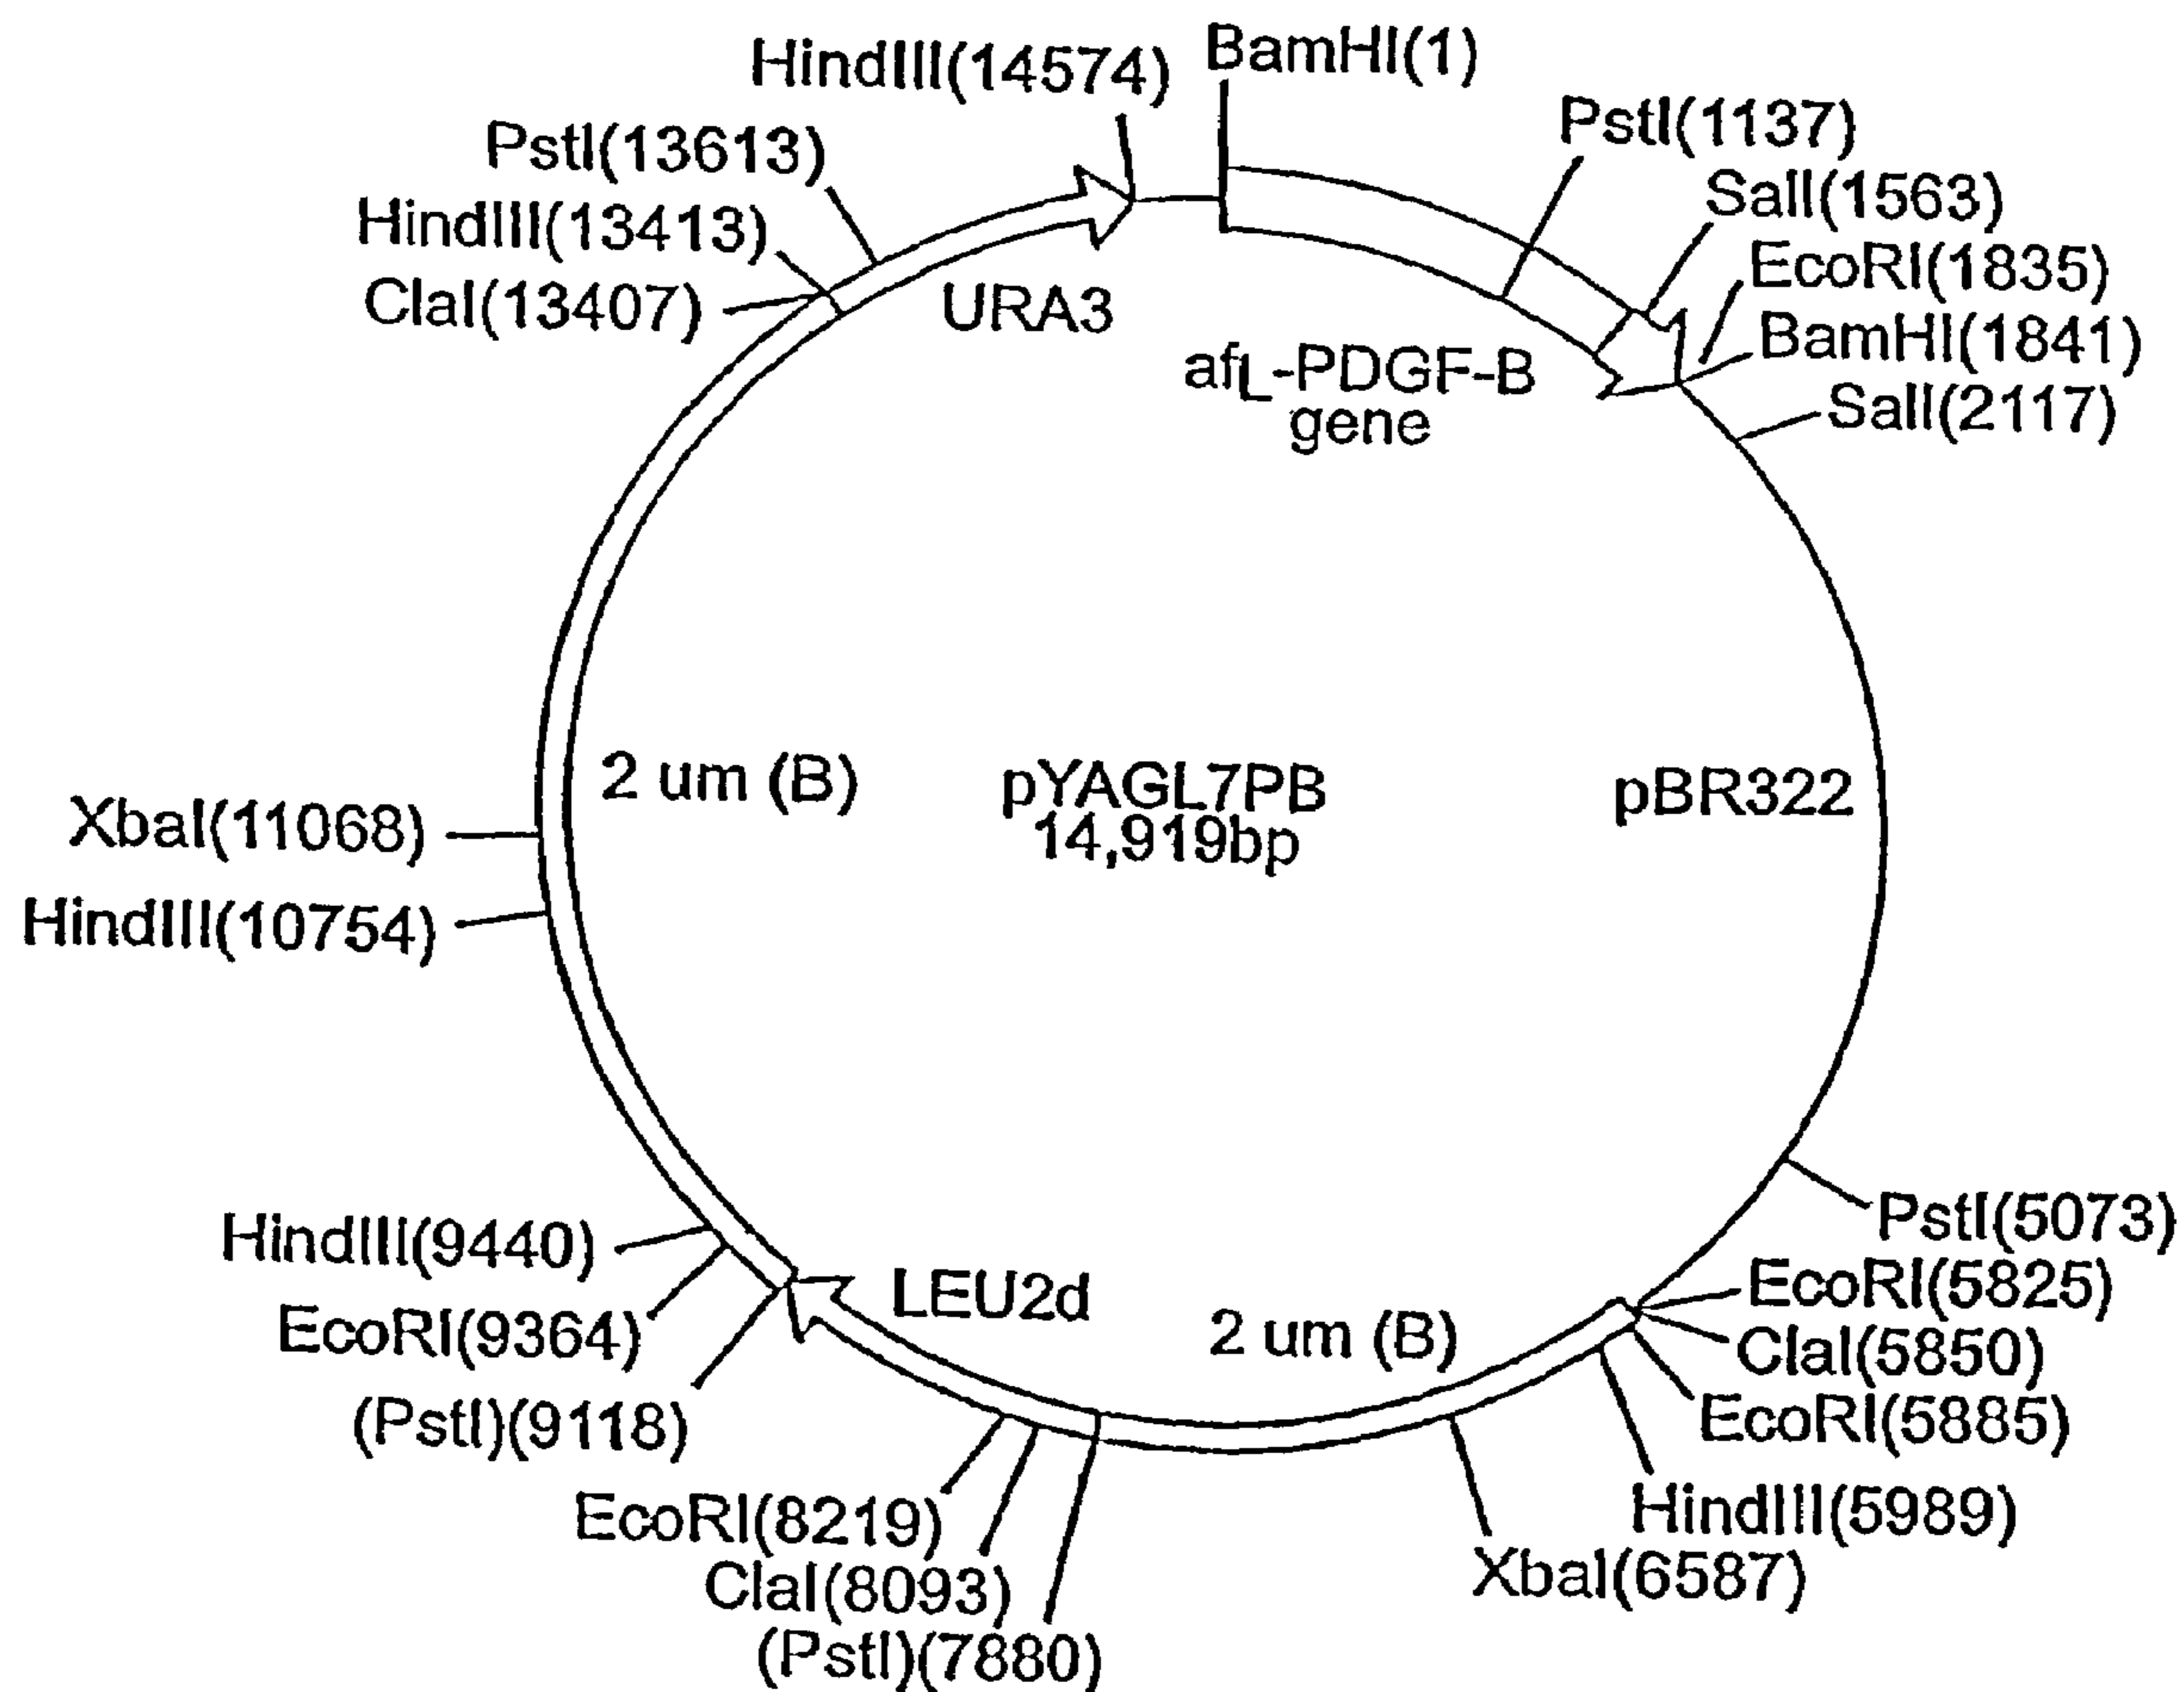 HindIII(14574)
BamHI(1)
PstI(13613)
PstI(1137)
HindIII(13413)
SalI(1563)
ClaI(13407)
EcoRI(1835)
URA3
BamHI(1841)
afL-PDGF-B
gene
SalI(2117)
2 um (B)
pYAGL7PB
14,919bp
pBR322
XbaI(11068)
HindIII(10754)
HindIII(9440)
PstI(5073)
EcoRI(9364)
LEU2d
2 um (B)
EcoRI(5825)
ClaI(5850)
(PstI)(9118)
EcoRI(5885)
EcoRI(8219)
HindIII(5989)
ClaI(8093)
XbaI(6587)
(PstI)(7880)